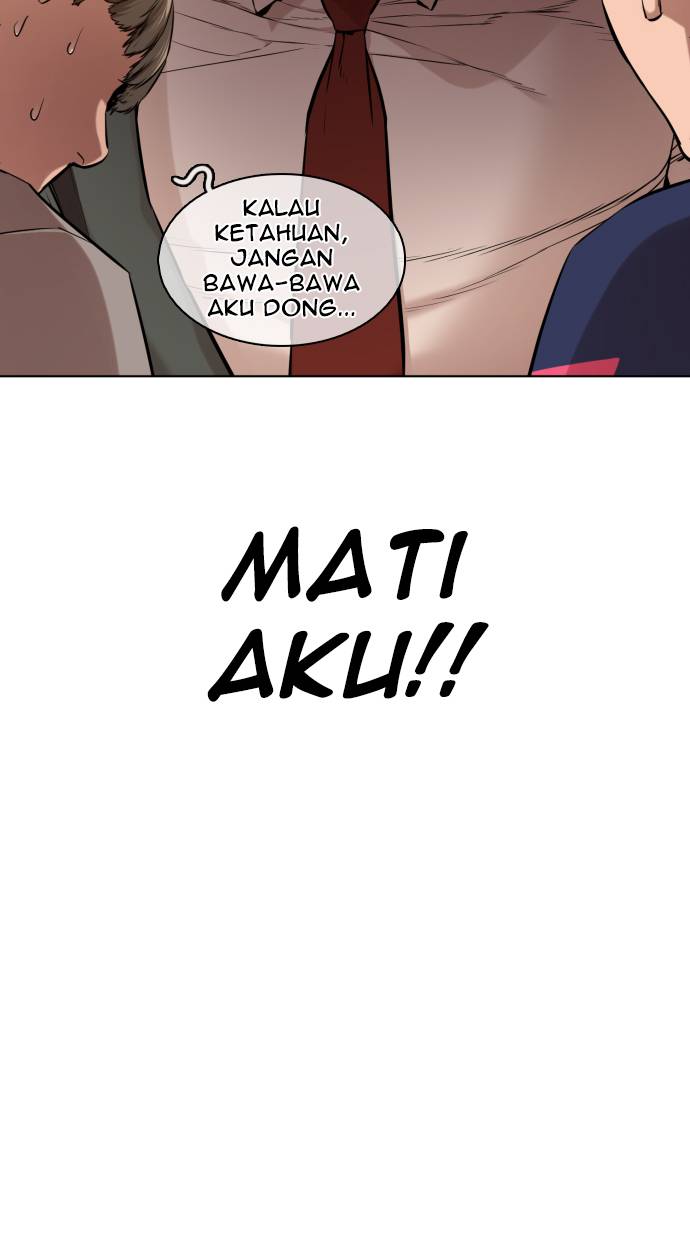 KALAU
KETAHUAN,
JANGAN
BAWA-BAWA
AKU DONG...
MATI
AKU!!